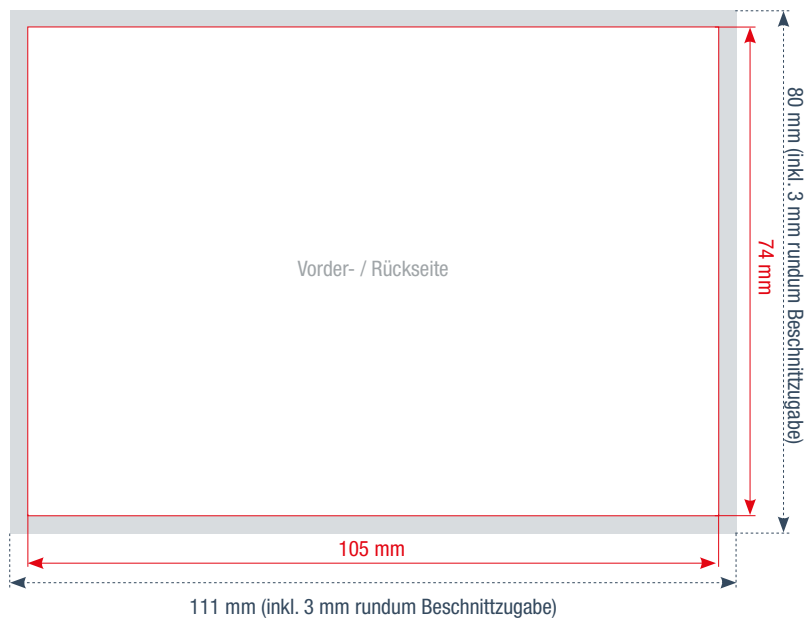 80 mm (inkl. 3 mm rundum Beschnittzugabe)
74 mm
Vorder- / Rückseite
105 mm
111 mm (inkl. 3 mm rundum Beschnittzugabe)